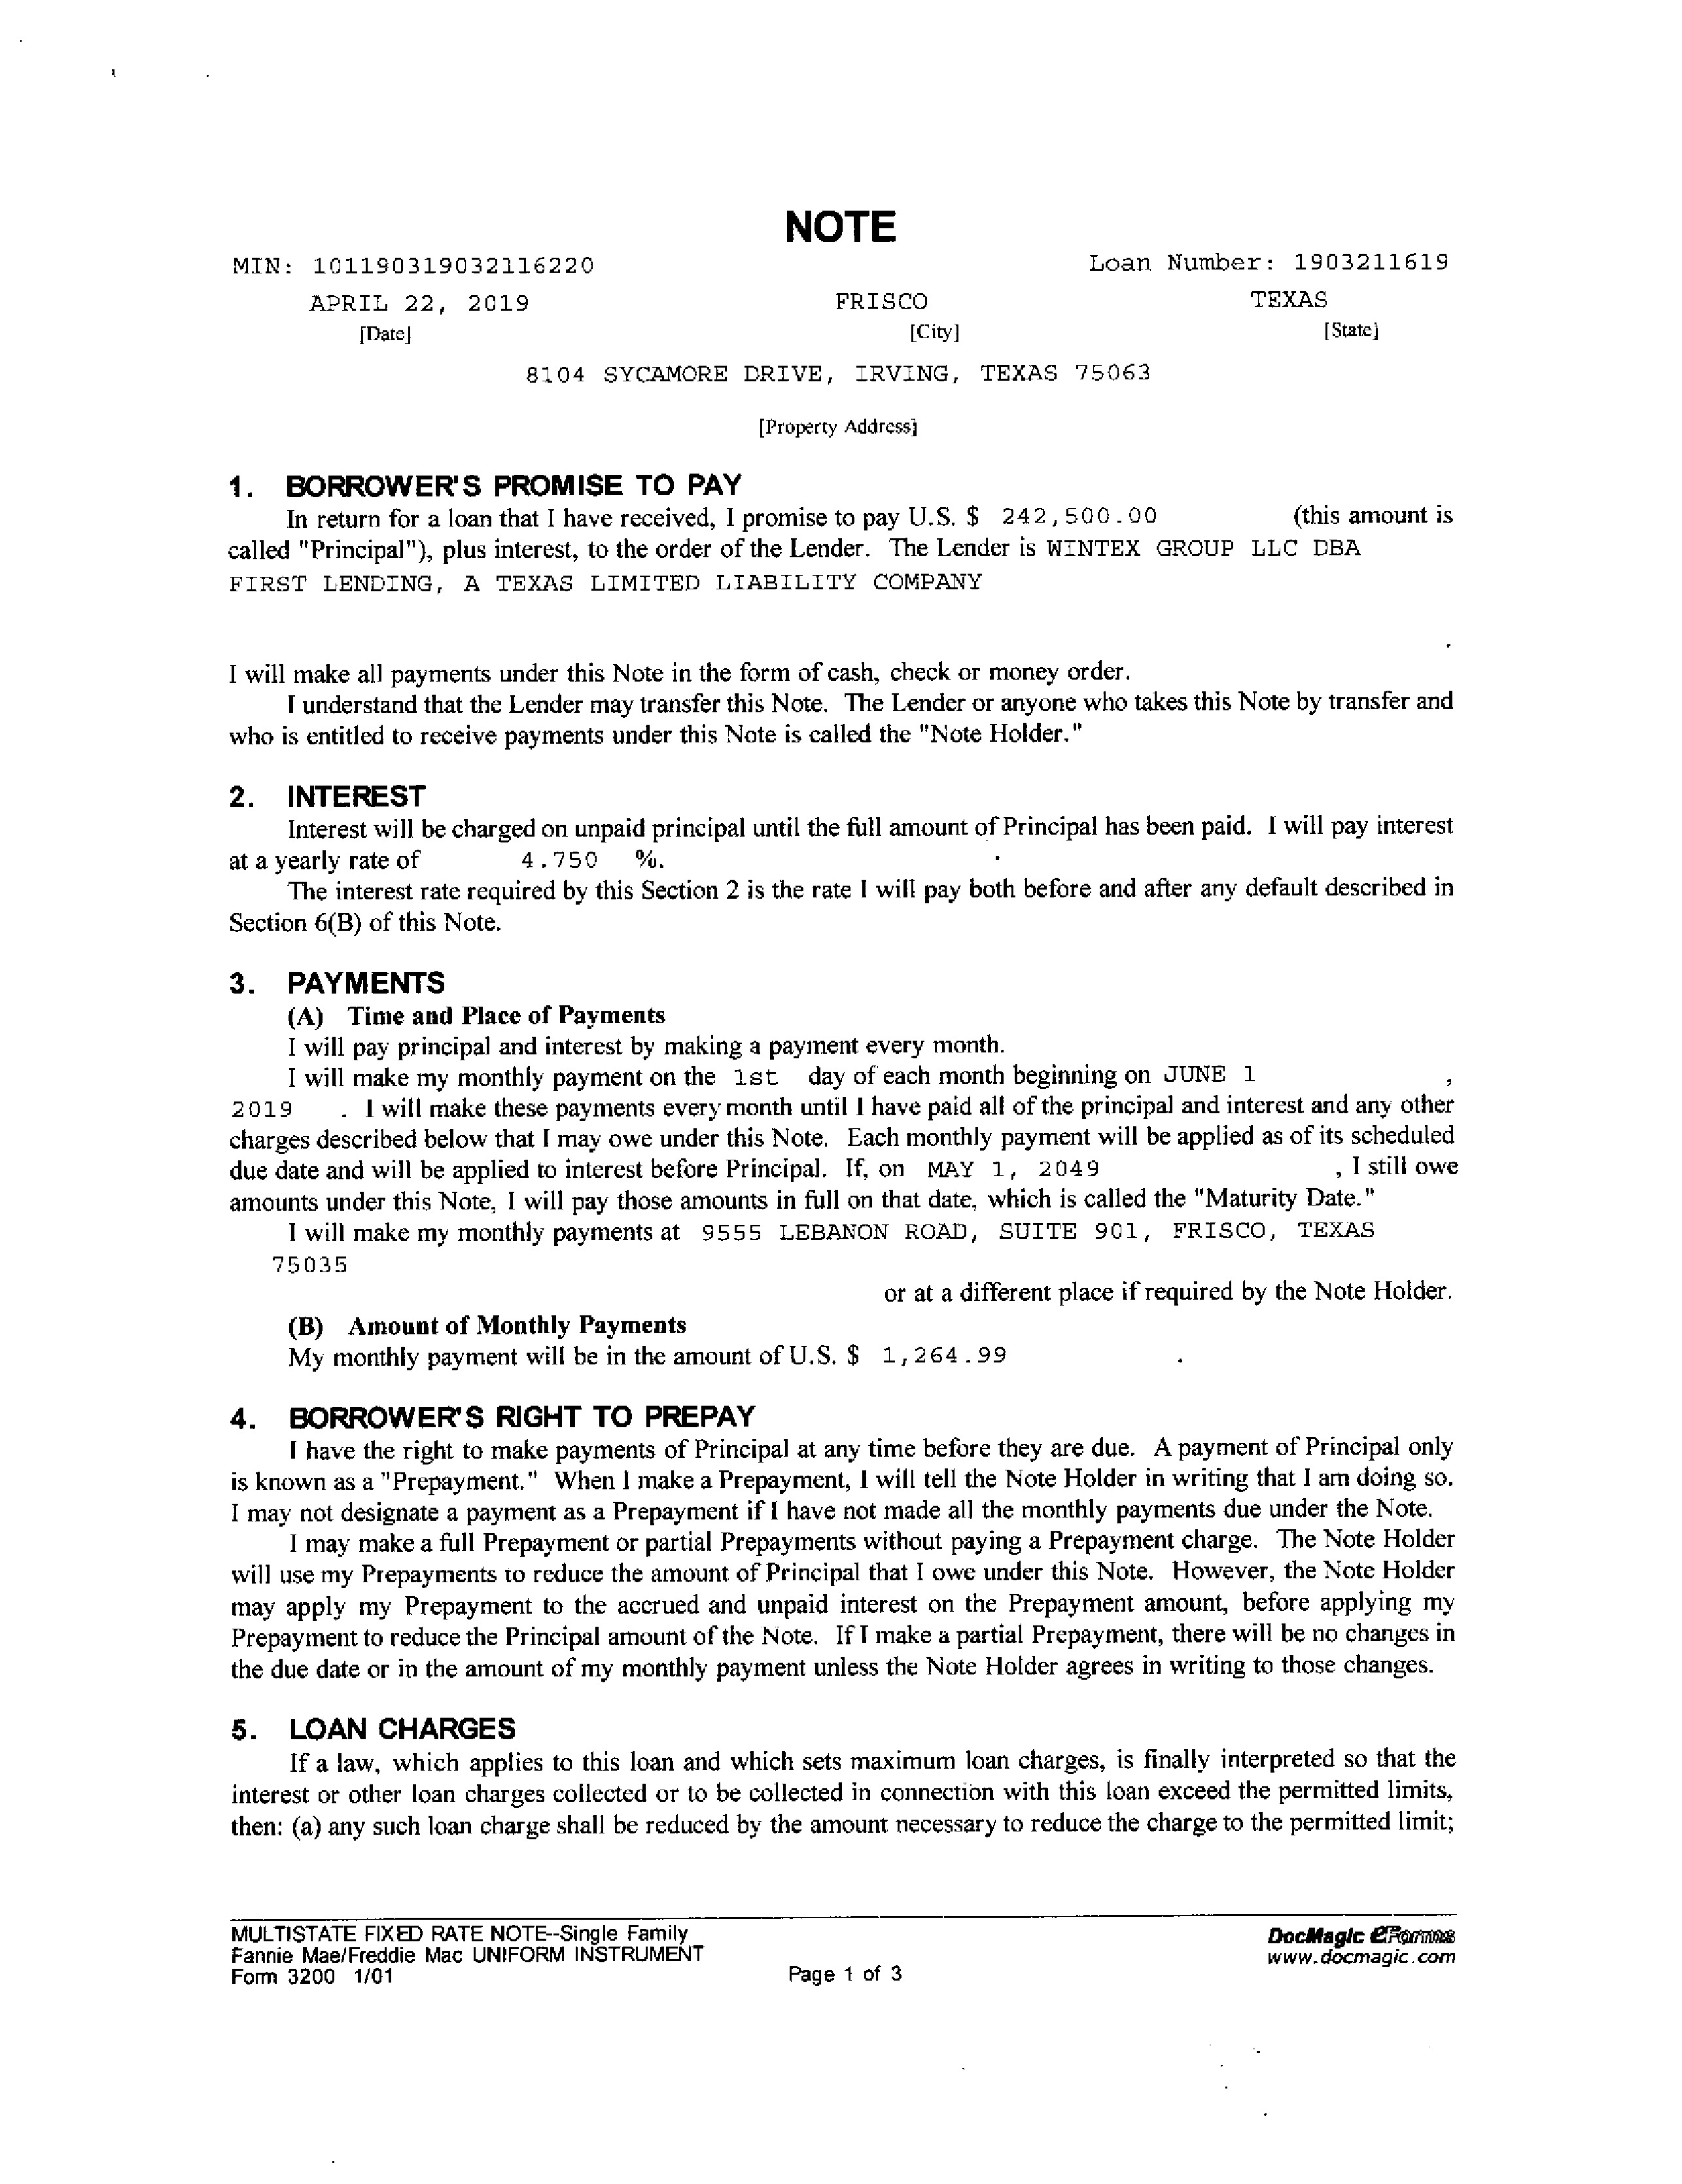 NOTE
MIN: 101190319032116220 Loan Number: 1903211619
APRIL 22, 2019 FRISCO TEXAS
[Date] [City] [State]
8104 SYCAMORE DRIVE, IRVING, TEXAS 75063
[Property Address]
1. BORROWER'S PROMISE TO PAY
In return for a loan that I have received, I promise to pay U.S. $ 242,500.00 (this amount is
called "Principal"), plus interest, to the order of the Lender. The Lender is WINTEX GROUP LLC DBA
FIRST LENDING, A TEXAS LIMITED LIABILITY COMPANY
.
I will make all payments under this Note in the form of cash, check or money order.
I understand that the Lender may transfer this Note. The Lender or anyone who takes this Note by transfer and
who is entitled to receive payments under this Note is called the "Note Holder."
2. INTEREST
Interest will be charged on unpaid principal until the full amount of Principal has been paid. I will pay interest
at a yearly rate of 4.750 %.
The interest rate required by this Section 2 is the rate I will pay both before and after any default described in
Section 6(B) of this Note.
3. PAYMENTS
(A) Time and Place of Payments
I will pay principal and interest by making a payment every month.
I will make my monthly payment on the 1st day of each month beginning on JUNE 1 ,
2019 . I will make these payments every month until I have paid all of the principal and interest and any other
charges described below that I may owe under this Note. Each monthly payment will be applied as of its scheduled
due date and will be applied to interest before Principal. If, on MAY 1, 2049 , I still owe
amounts under this Note, I will pay those amounts in full on that date, which is called the "Maturity Date."
I will make my monthly payments at 9555 LEBANON ROAD, SUITE 901, FRISCO, TEXAS
75035
or at a different place if required by the Note Holder.
(B) Amount of Monthly Payments
My monthly payment will be in the amount of U.S. $ 1,264.99 .
4. BORROWER'S RIGHT TO PREPAY
I have the right to make payments of Principal at any time before they are due. A payment of Principal only
is known as a "Prepayment." When I make a Prepayment, I will tell the Note Holder in writing that I am doing so.
I may not designate a payment as a Prepayment if I have not made all the monthly payments due under the Note.
I may make a full Prepayment or partial Prepayments without paying a Prepayment charge. The Note Holder
will use my Prepayments to reduce the amount of Principal that I owe under this Note. However, the Note Holder
may apply my Prepayment to the accrued and unpaid interest on the Prepayment amount, before applying my
Prepayment to reduce the Principal amount of the Note. If I make a partial Prepayment, there will be no changes in
the due date or in the amount of my monthly payment unless the Note Holder agrees in writing to those changes.
5. LOAN CHARGES
If a law, which applies to this loan and which sets maximum loan charges, is finally interpreted so that the
interest or other loan charges collected or to be collected in connection with this loan exceed the permitted limits,
then: (a) any such loan charge shall be reduced by the amount necessary to reduce the charge to the permitted limit;
MULTISTATE FIXED RATE NOTE--Single Family
Fannie Mae/Freddie Mac UNIFORM INSTRUMENT
Form 3200 1/01
Page 1 of 3
DocMagic eForms
www.docmagic.com